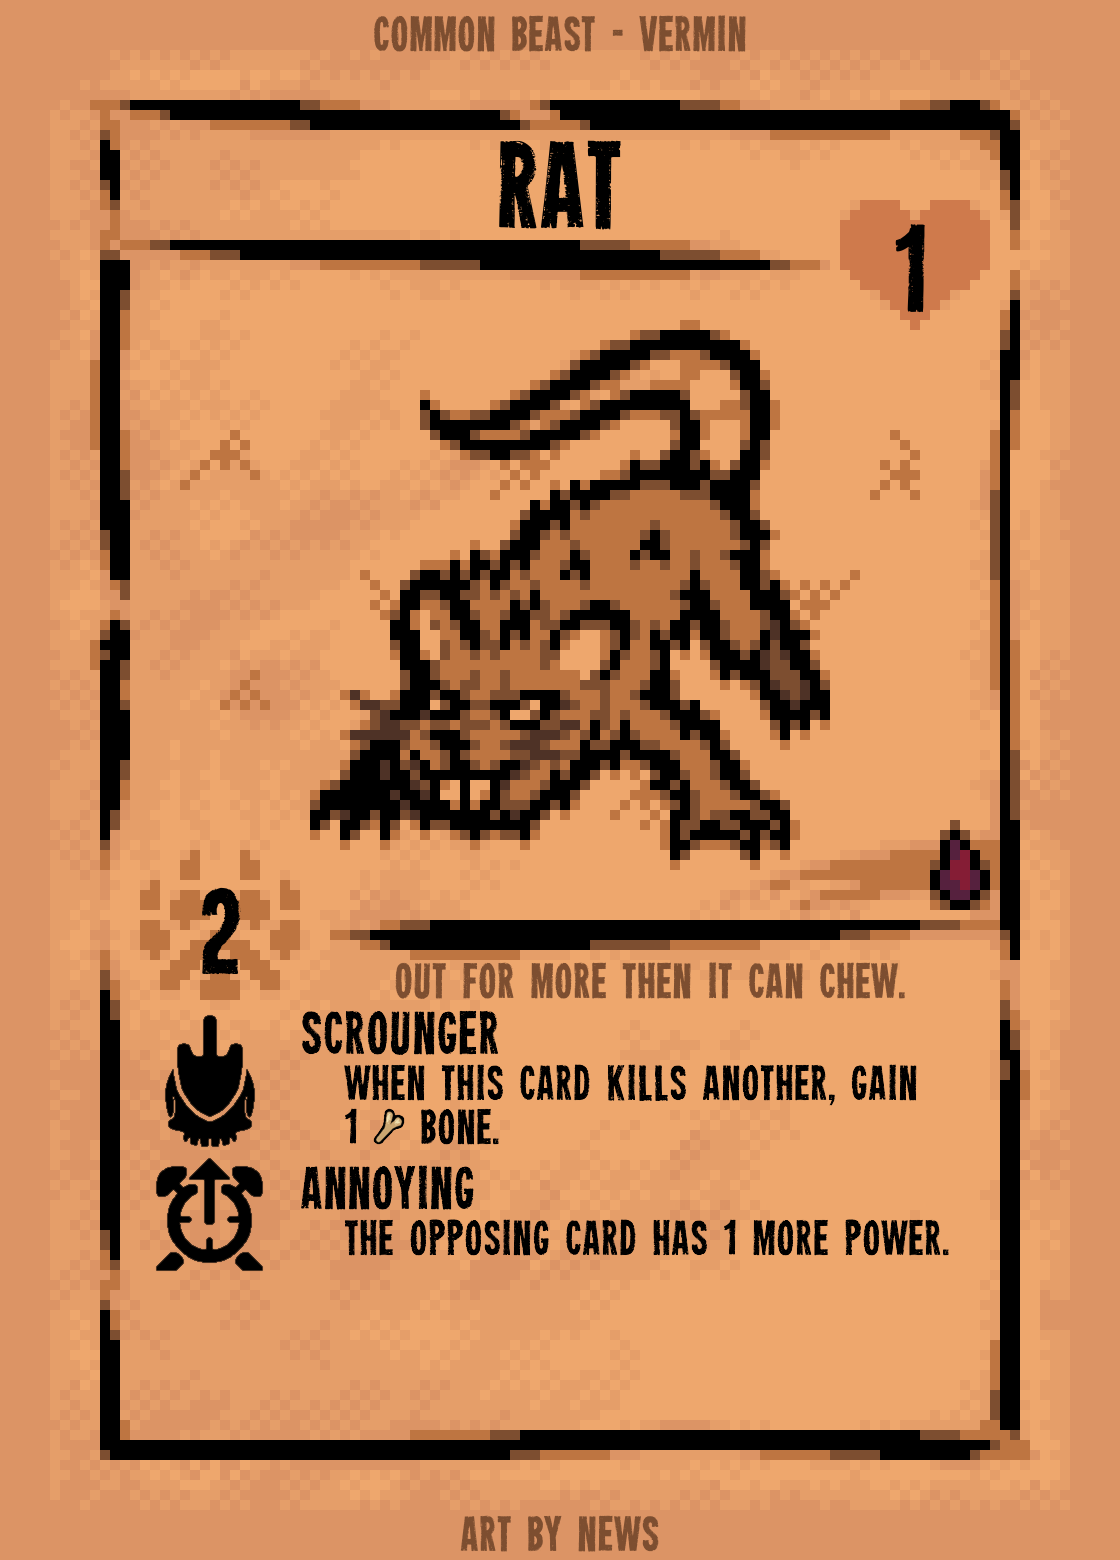 COMMON BEAST - VERMIN
RAT
1
2
OUT FOR MORE THEN IT CAN CHEW.
SCROUNGER
WHEN THIS CARD KILLS ANOTHER, GAIN
1 BONE.
ANNOYING
THE OPPOSING CARD HAS 1 MORE POWER.
ART BY NEWS